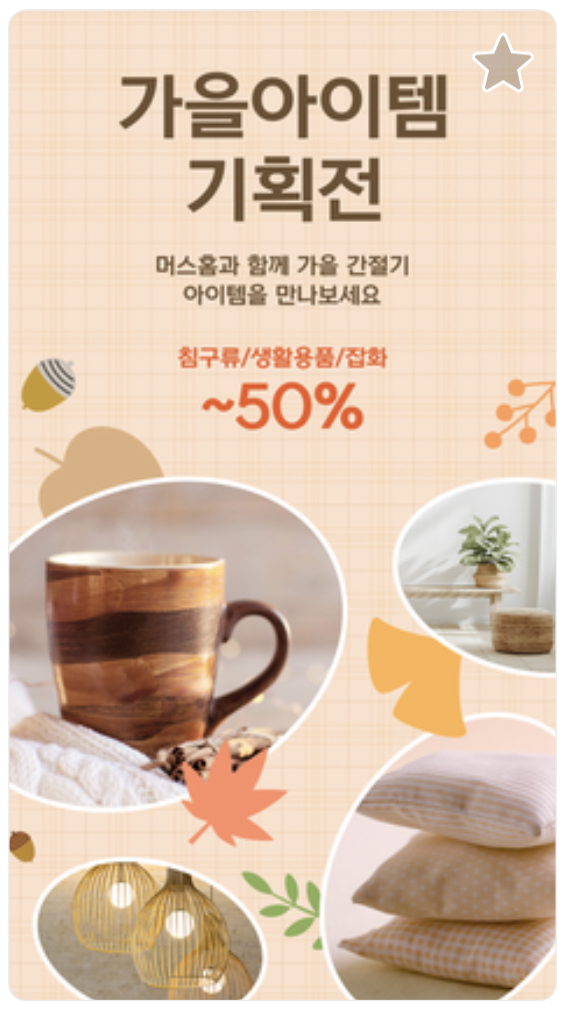 가을아이템
기획전
머스홈과 함께 가을 간절기
아이템을 만나보세요
침구류/생활용품/잡화
~50%